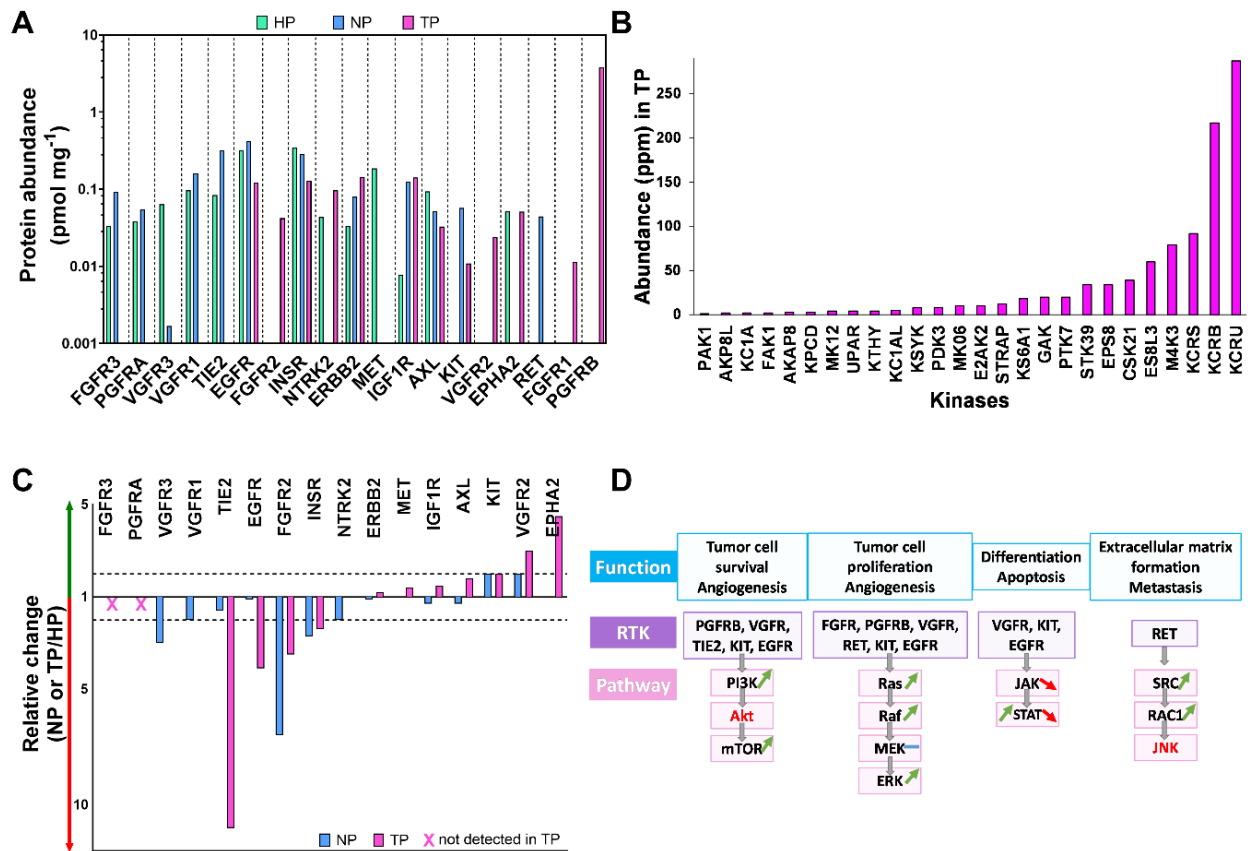 A
HP NP TP
Protein abundance
(pmol mg-1)
10
1
0.1
0.01
0.001
FGFR3 PGFRA VGFR3 VGFR1 TIE2 EGFR FGFR2 INSR NTRK2 ERBB2 MET IGF1R AXL KIT VGFR2 EPHA2 RET FGFR1 PGFRB
B
Abundance (ppm) in TP
250
200
150
100
50
0
PAK1 AKP8L KC1A FAK1 AKAP8 KPCD MK12 UPAR KTHY KC1AL KSYK PDK3 MK06 E2AK2 STRAP KS6A1 GAK PTK7 STK39 EPS8 CSK21 ES8L3 M4K3 KCRS KCRB KCRU
Kinases
C
Relative change
(NP or TP/HP)
5
1
5
10
FGFR3 PGFRA VGFR3 VGFR1 TIE2 EGFR FGFR2 INSR NTRK2 ERBB2 MET IGF1R AXL KIT VGFR2 EPHA2
X X
NP TP X not detected in TP
D
Function
Tumor cell
survival
Angiogenesis
Tumor cell
proliferation
Angiogenesis
Differentiation
Apoptosis
Extracellular matrix
formation
Metastasis
RTK
PGFRB, VGFR,
TIE2, KIT, EGFR
FGFR, PGFRB, VGFR,
RET, KIT, EGFR
VGFR, KIT,
EGFR
RET
Pathway
PI3K
Akt
mTOR
Ras
Raf
MEK
ERK
JAK
STAT
SRC
RAC1
JNK